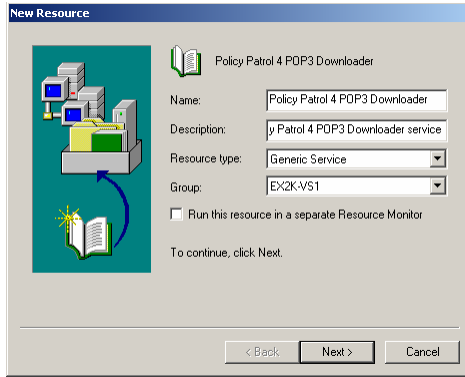 New Resource
Policy Patrol 4 POP3 Downloader
Name: Policy Patrol 4 POP3 Downloader
Description: y Patrol 4 POP3 Downloader service
Resource type: Generic Service
Group: EX2K-VS1
Run this resource in a separate Resource Monitor
To continue, click Next.
< Back Next > Cancel